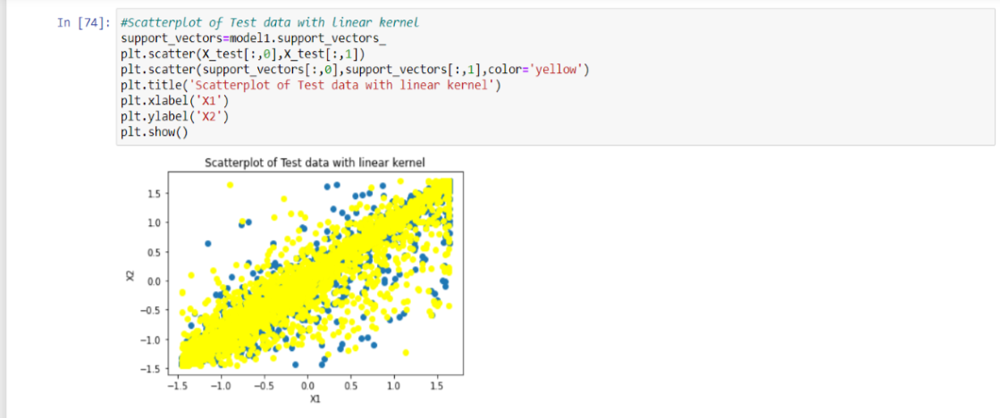 In [74]: #Scatterplot of Test data with linear kernel
support_vectors=model1.support_vectors_
plt.scatter(X_test[:,0],X_test[:,1])
plt.scatter(support_vectors[:,0],support_vectors[:,1],color='yellow')
plt.title('Scatterplot of Test data with linear kernel')
plt.xlabel('X1')
plt.ylabel('X2')
plt.show()
Scatterplot of Test data with linear kernel
1.5
1.0
0.5
0.0
−0.5
−1.0
−1.5
X2
−1.5 −1.0 −0.5 0.0 0.5 1.0 1.5
X1